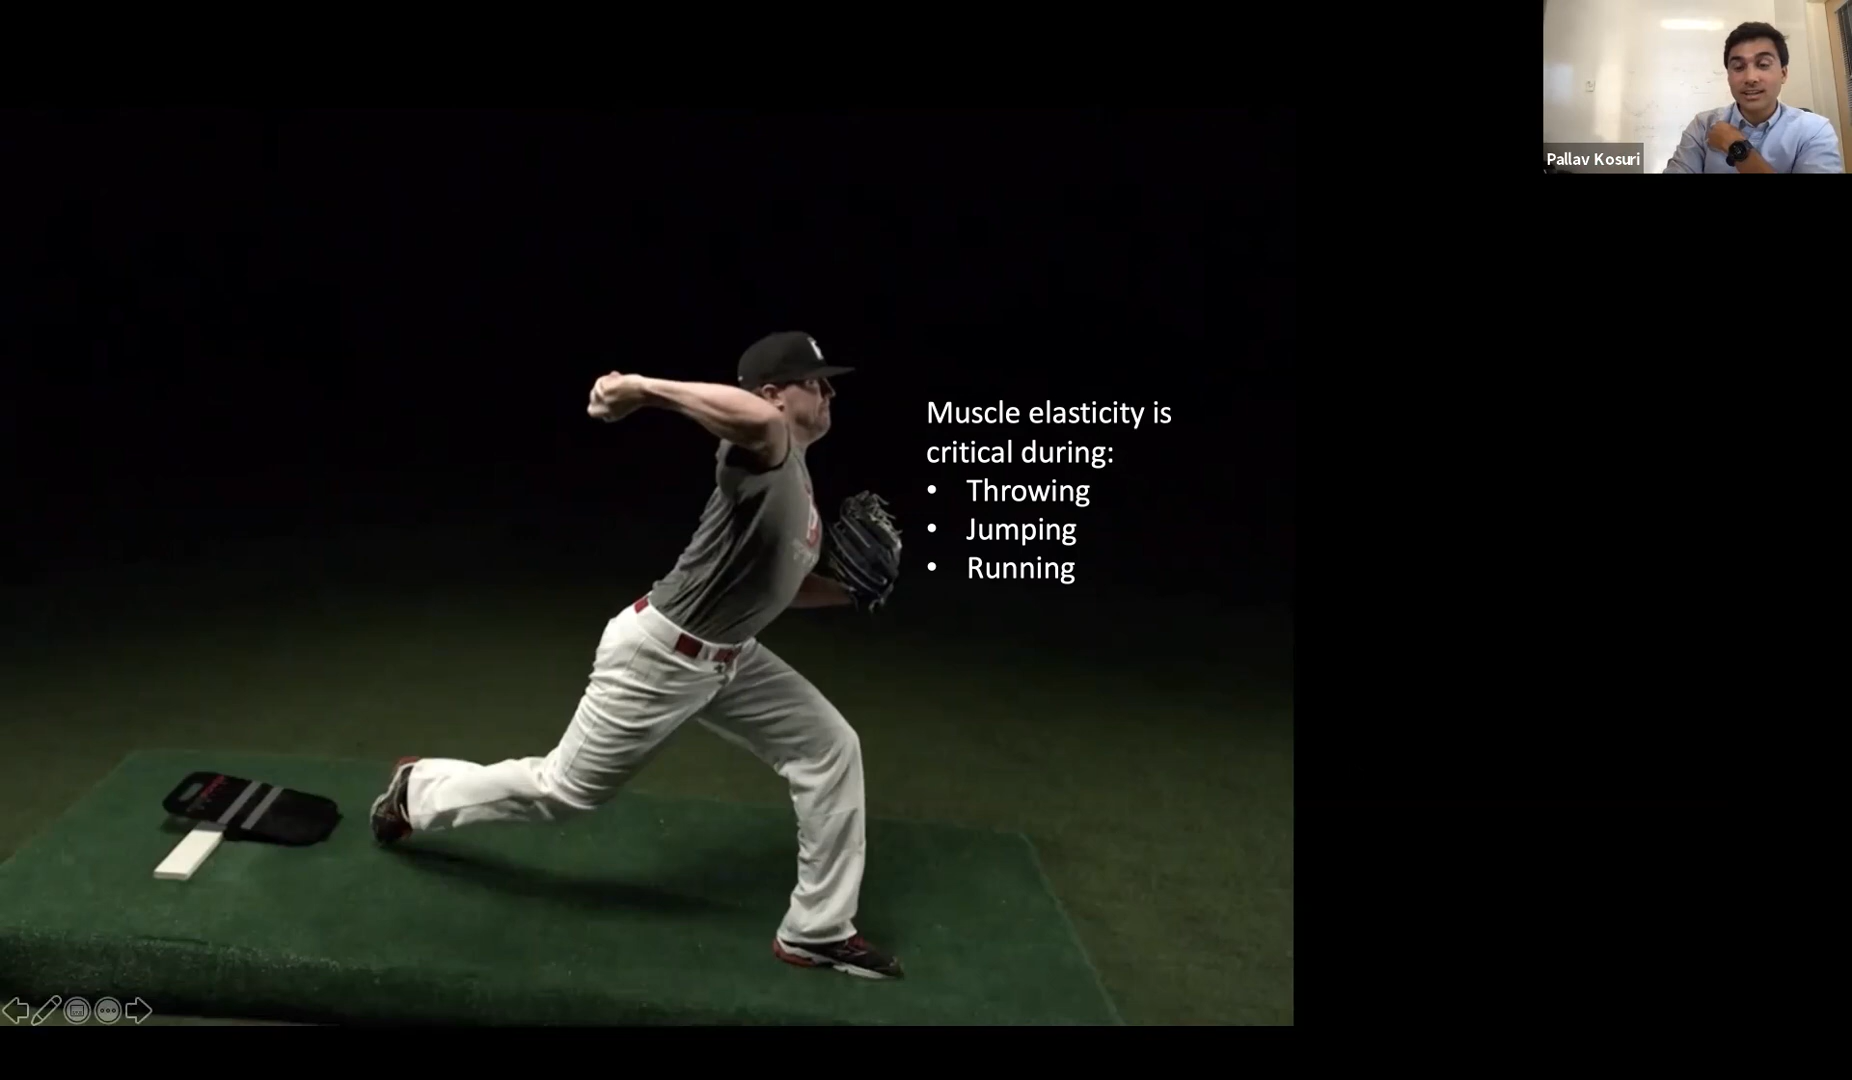 Pallav Kosuri
Muscle elasticity is
critical during:
• Throwing
• Jumping
• Running